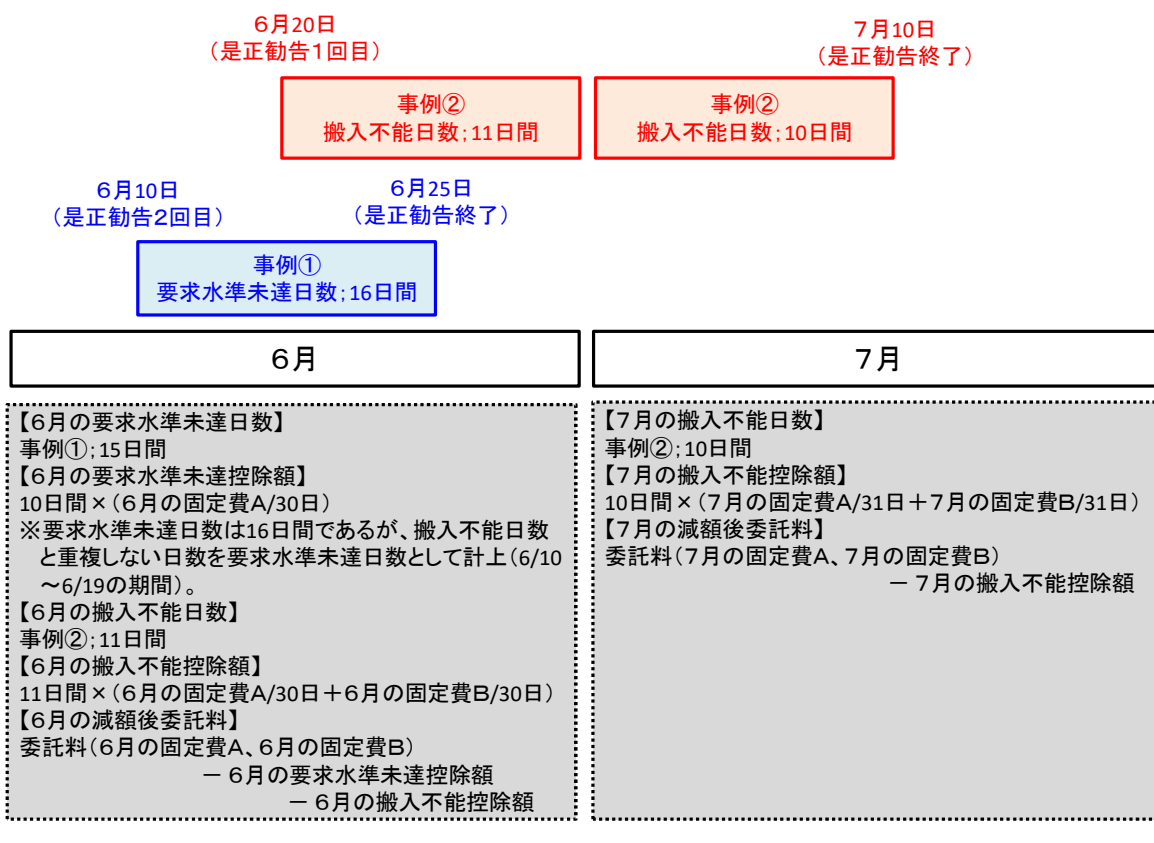 6月20日
（是正勧告1回目）
7月10日
（是正勧告終了）
事例②
搬入不能日数;11日間
事例②
搬入不能日数;10日間
6月10日
（是正勧告2回目）
6月25日
（是正勧告終了）
事例①
要求水準未達日数;16日間
6月
7月
【6月の要求水準未達日数】
事例①;15日間
【6月の要求水準未達控除額】
10日間×（6月の固定費A/30日）
※要求水準未達日数は16日間であるが、搬入不能日数
と重複しない日数を要求水準未達日数として計上（6/10
～6/19の期間）。
【6月の搬入不能日数】
事例②;11日間
【6月の搬入不能控除額】
11日間×（6月の固定費A/30日＋6月の固定費B/30日）
【6月の減額後委託料】
委託料（6月の固定費A、6月の固定費B）
－6月の要求水準未達控除額
－6月の搬入不能控除額
【7月の搬入不能日数】
事例②;10日間
【7月の搬入不能控除額】
10日間×（7月の固定費A/31日＋7月の固定費B/31日）
【7月の減額後委託料】
委託料（7月の固定費A、7月の固定費B）
－7月の搬入不能控除額